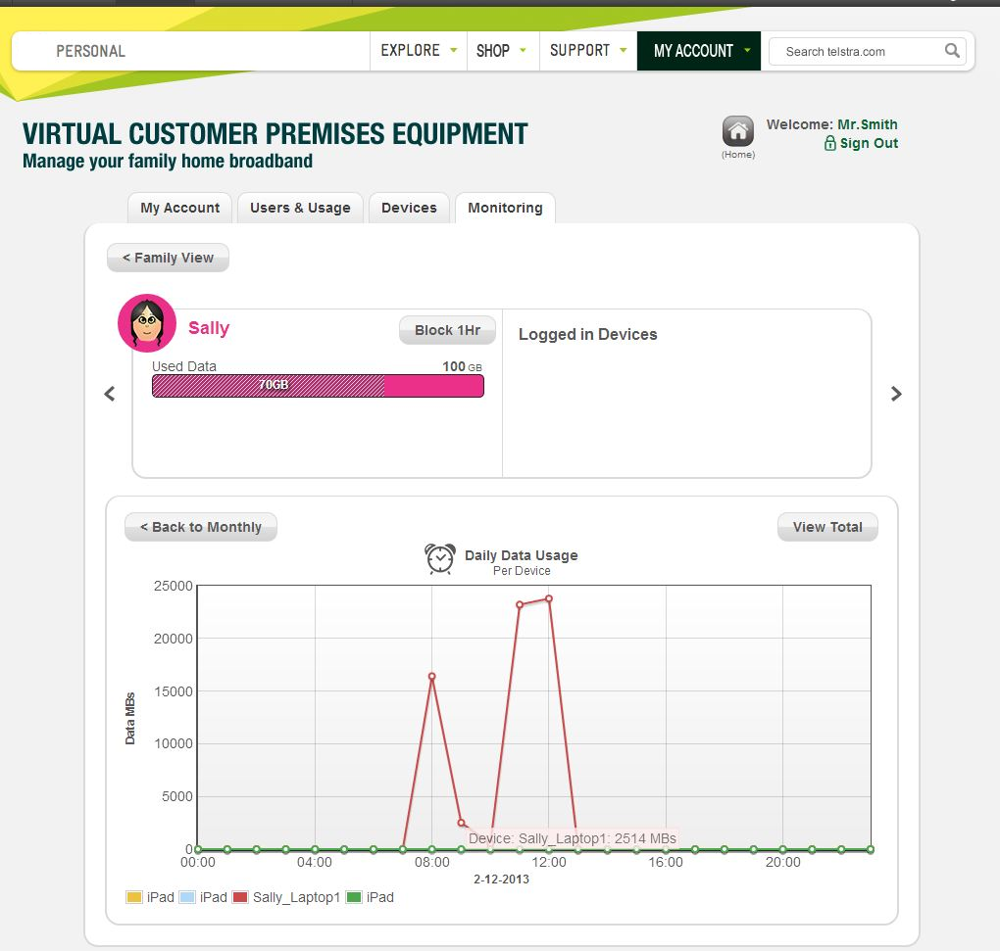 PERSONAL EXPLORE SHOP SUPPORT MY ACCOUNT Search telstra.com
VIRTUAL CUSTOMER PREMISES EQUIPMENT
Manage your family home broadband
(Home)
Welcome: Mr.Smith
Sign Out
My Account Users & Usage Devices Monitoring
< Family View
Sally
Block 1Hr
Used Data 100 GB
70GB
Logged in Devices
< Back to Monthly
View Total
Daily Data Usage
Per Device
25000
20000
15000
10000
5000
0
Data MBs
Device: Sally_Laptop1: 2514 MBs
00:00 04:00 08:00 12:00 16:00 20:00
2-12-2013
iPad iPad Sally_Laptop1 iPad